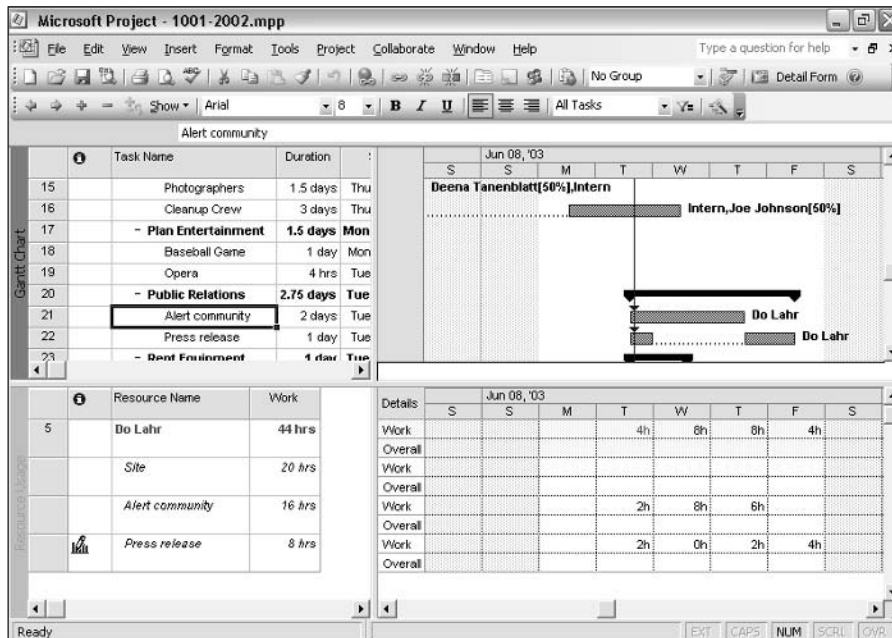 Microsoft Project - 1001-2002.mpp
File Edit View Insert Format Tools Project Collaborate Window Help Type a question for help
No Group Detail Form
Show Arial 8 B I U All Tasks
Alert community
Task Name Duration Jun 08, '03
S S M T W T F S
15 Photographers 1.5 days Thu Deena Tanenblatt[50%],Intern
16 Cleanup Crew 3 days Thu Intern,Joe Johnson[50%]
17 − Plan Entertainment 1.5 days Mon
18 Baseball Game 1 day Mon
19 Opera 4 hrs Tue
20 − Public Relations 2.75 days Tue
21 Alert community 2 days Tue Do Lahr
22 Press release 1 day Tue Do Lahr
23 − Rent Equipment 1 day Tue
Gantt Chart
Resource Name Work Details Jun 08, '03
S S M T W T F S
5 Do Lahr 44 hrs Work 4h 8h 8h 4h
Overall
Site 20 hrs Work
Overall
Alert community 16 hrs Work 2h 8h 6h
Overall
Press release 8 hrs Work 2h 0h 2h 4h
Overall
Resource Usage
Ready EXT CAPS NUM SCRL OVR